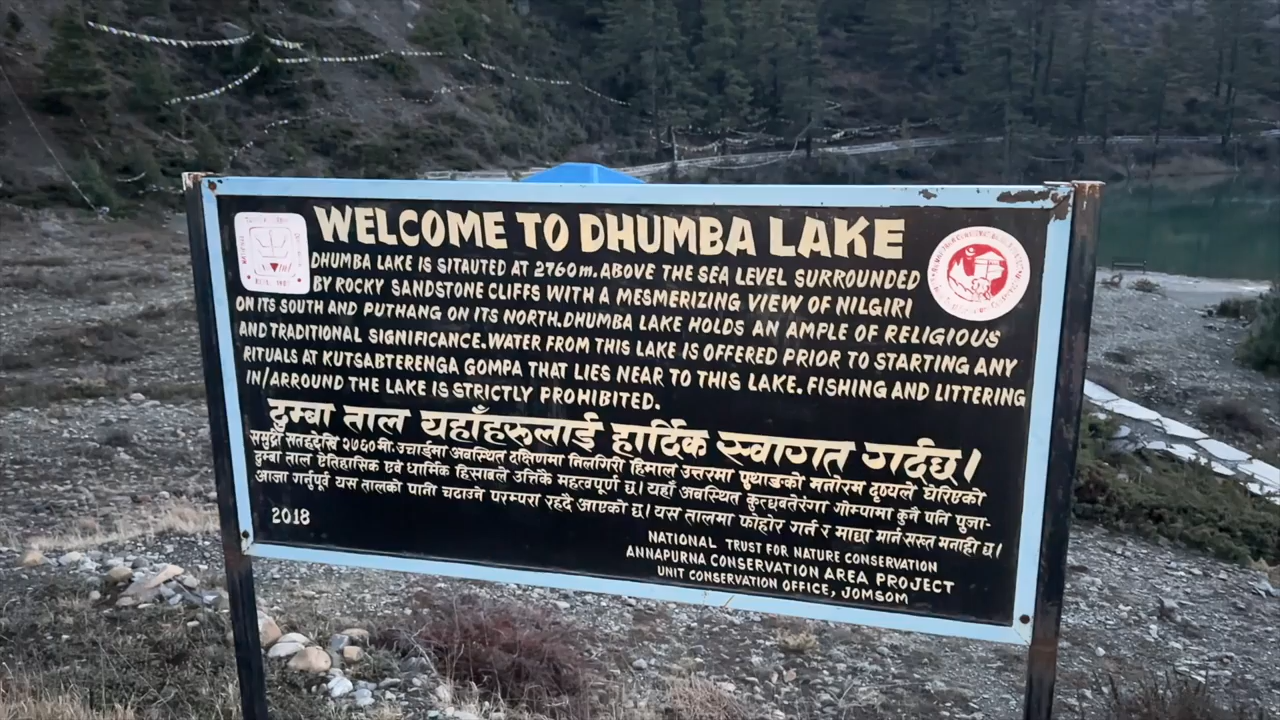 WELCOME TO DHUMBA LAKE
DHUMBA LAKE IS SITAUTED AT 2760m. ABOVE THE SEA LEVEL SURROUNDED
BY ROCKY SANDSTONE CLIFFS WITH A MESMERIZING VIEW OF NILGIRI
ON ITS SOUTH AND PUTHANG ON ITS NORTH. DHUMBA LAKE HOLDS AN AMPLE OF RELIGIOUS
AND TRADITIONAL SIGNIFICANCE. WATER FROM THIS LAKE IS OFFERED PRIOR TO STARTING ANY
RITUALS AT KUTSABTERENGA GOMPA THAT LIES NEAR TO THIS LAKE. FISHING AND LITTERING
IN/ARROUND THE LAKE IS STRICTLY PROHIBITED.
ठुम्बा ताल यहाँहरुलाई हार्दिक स्वागत गर्दछ।
समुद्री सतहदेखि २७६०मी. उचाईमा अवस्थित दक्षिणमा निलगिरी हिमाल उत्तरमा पुथाङको मनोरम दृश्यले घेरिएको
ढुम्बा ताल ऐतिहासिक एवं धार्मिक हिसाबले उत्तिकै महत्वपूर्ण छ। यहाँ अवस्थित कुत्छबतेरंगा गोम्पामा कुनै पनि पुजा-
आजा गर्नुपूर्व यस तालको पानी चढाउने परम्परा रहदै आएको छ। यस तालमा फोहोर गर्न र माछा मार्न सख्त मनाही छ।
2018
NATIONAL TRUST FOR NATURE CONSERVATION
ANNAPURNA CONSERVATION AREA PROJECT
UNIT CONSERVATION OFFICE, JOMSOM